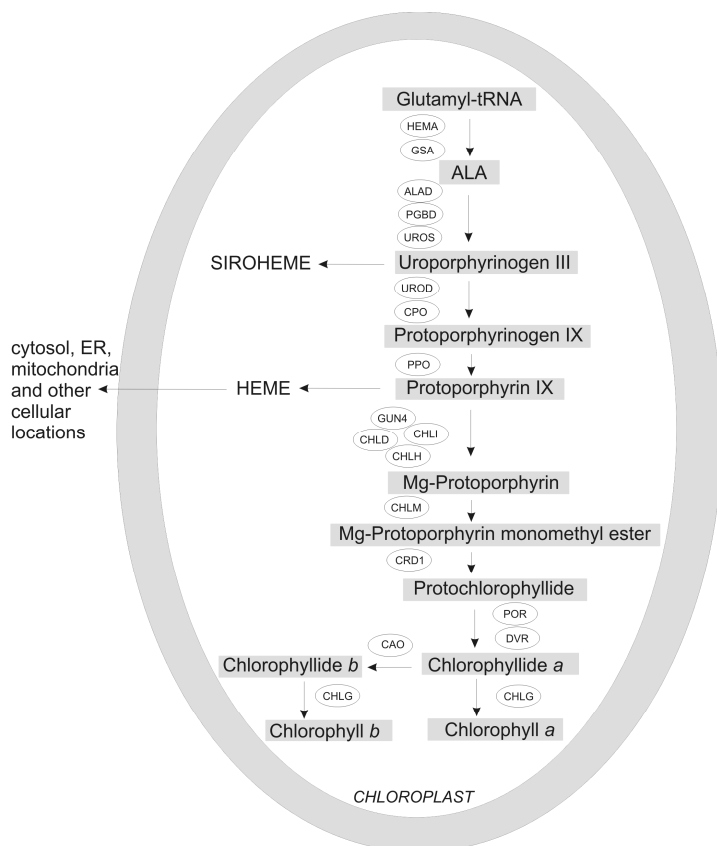 Glutamyl-tRNA
HEMA
GSA
ALA
ALAD
PGBD
UROS
SIROHEME
Uroporphyrinogen III
UROD
CPO
Protoporphyrinogen IX
cytosol, ER,
mitochondria
and other
cellular
locations
PPO
HEME
Protoporphyrin IX
GUN4
CHLD
CHLI
CHLH
Mg-Protoporphyrin
CHLM
Mg-Protoporphyrin monomethyl ester
CRD1
Protochlorophyllide
POR
DVR
CAO
Chlorophyllide b
Chlorophyllide a
CHLG
CHLG
Chlorophyll b
Chlorophyll a
CHLOROPLAST